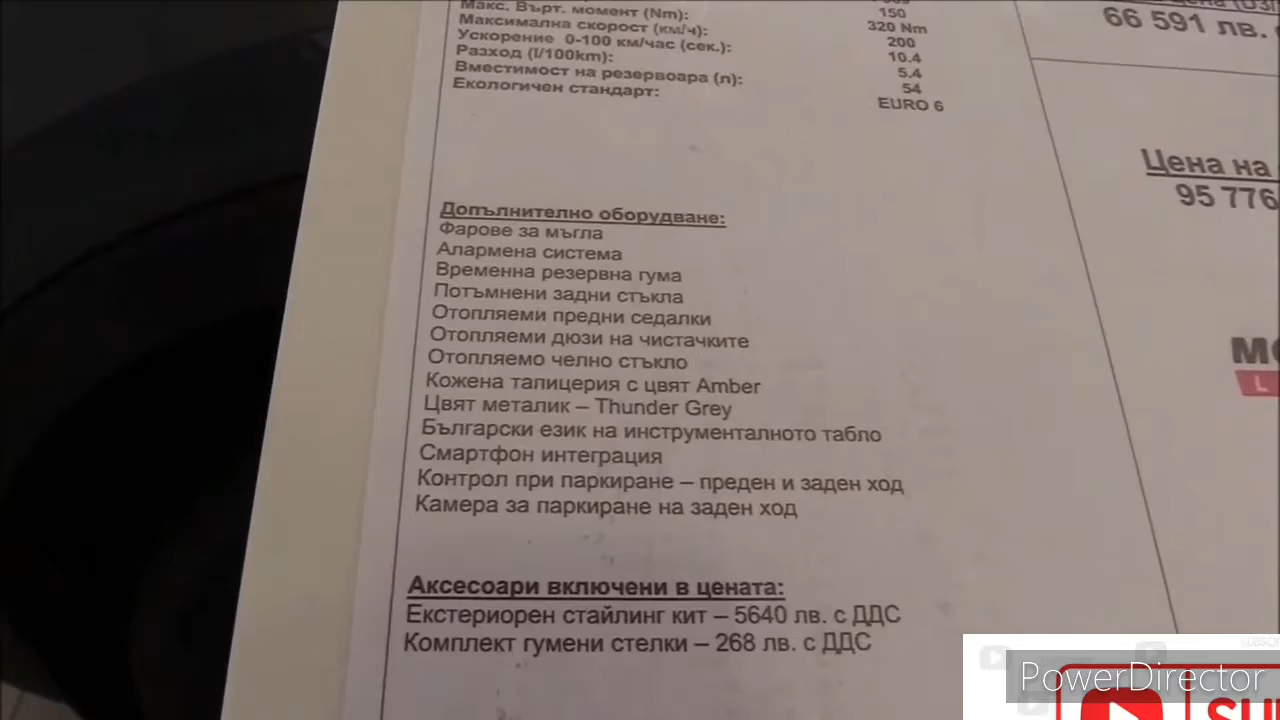 Макс. Върт. момент (Nm):
150
Максимална скорост (км/ч):
320 Nm
Ускорение 0-100 км/час (сек.):
200
Разход (l/100km):
10.4
Вместимост на резервоара (л):
5.4
Екологичен стандарт:
54
EURO 6
66 591 лв.
Цена на
95 776
Допълнително оборудване:
Фарове за мъгла
Алармена система
Временна резервна гума
Потъмнени задни стъкла
Отопляеми предни седалки
Отопляеми дюзи на чистачките
Отопляемо челно стъкло
Кожена тапицерия с цвят Amber
Цвят металик – Thunder Grey
Български език на инструменталното табло
Смартфон интеграция
Контрол при паркиране – преден и заден ход
Камера за паркиране на заден ход
L
Аксесоари включени в цената:
Екстериорен стайлинг кит – 5640 лв. с ДДС
Комплект гумени стелки – 268 лв. с ДДС
PowerDirector